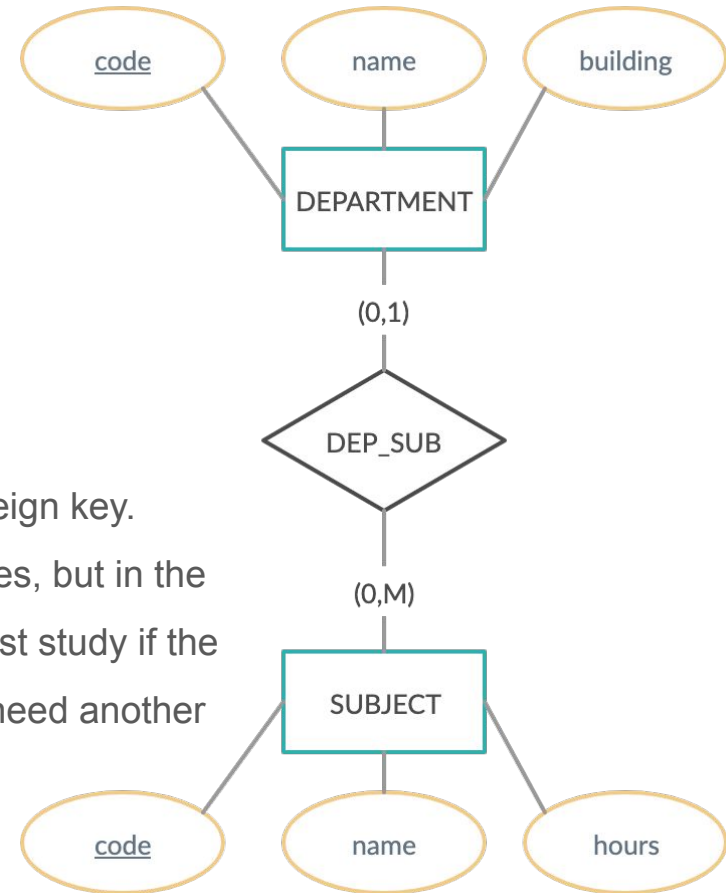 code name building
DEPARTMENT
(0,1)
DEP_SUB
eign key.
es, but in the
(0,M)
st study if the
SUBJECT
need another
code name hours